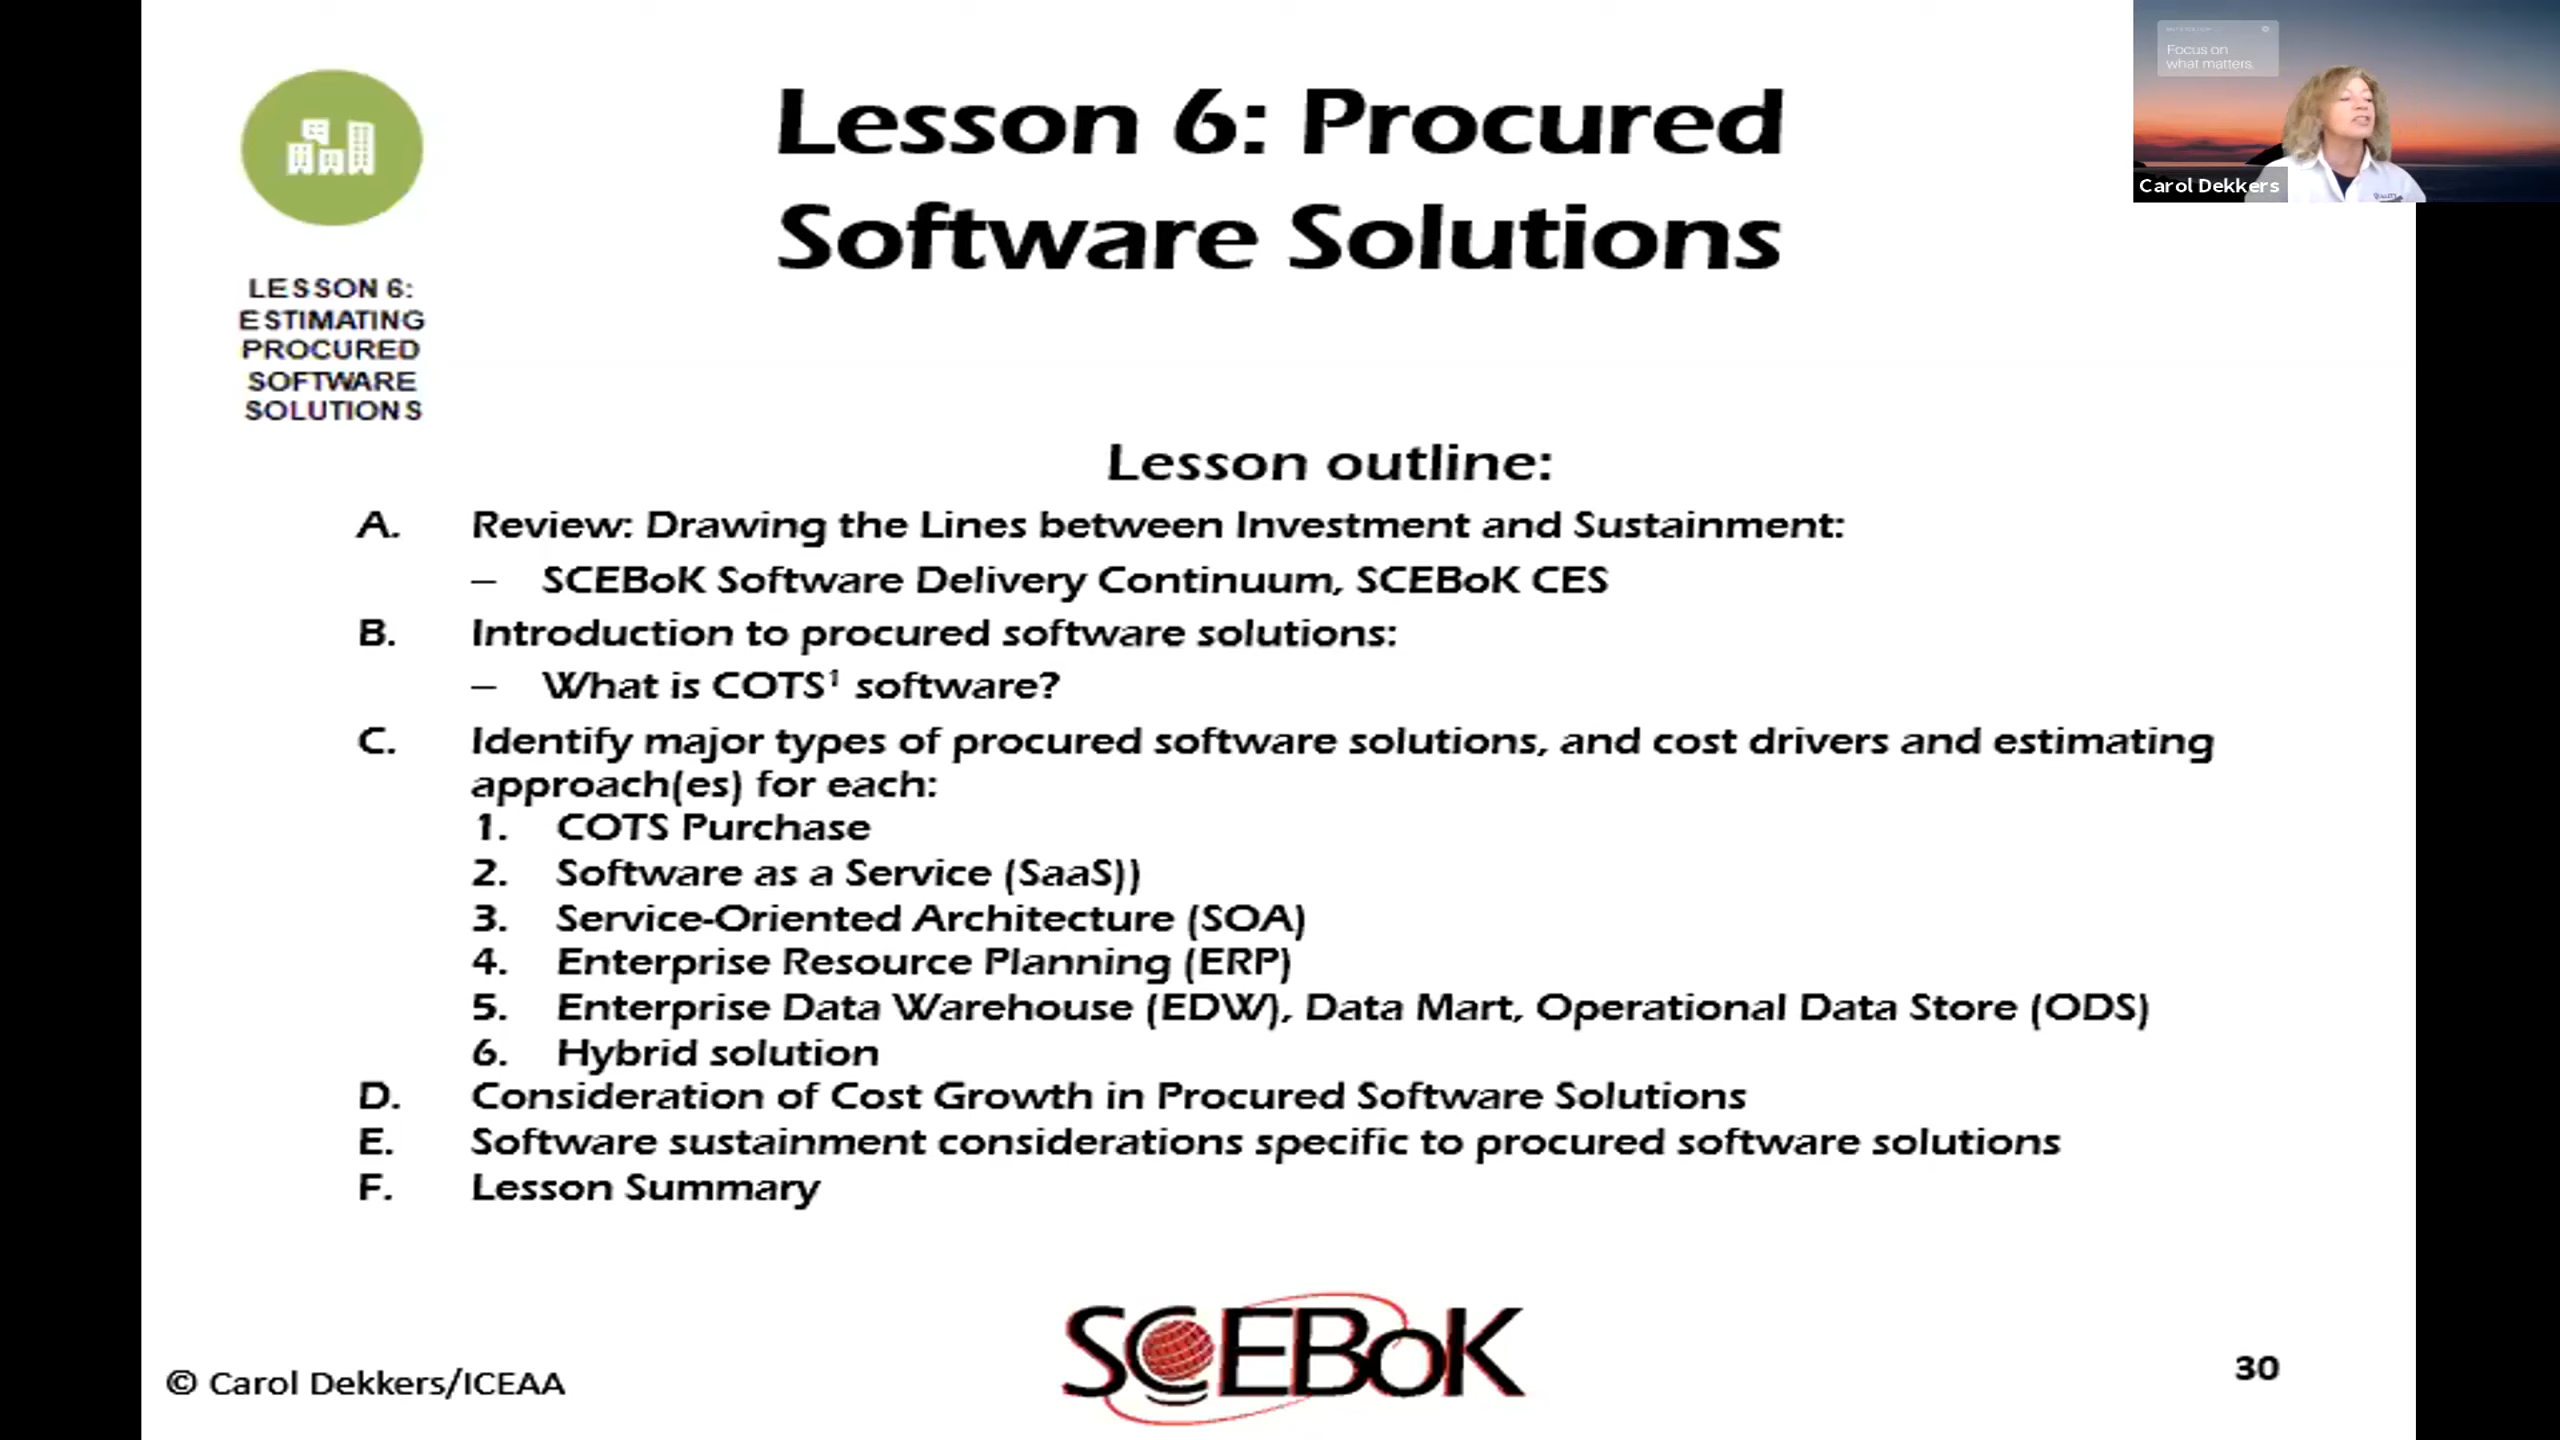 Lesson 6: Procured
Software Solutions
LESSON 6:
ESTIMATING
PROCURED
SOFTWARE
SOLUTIONS
Focus on
what matters.
Carol Dekkers
Lesson outline:
A. Review: Drawing the Lines between Investment and Sustainment:
– SCEBoK Software Delivery Continuum, SCEBoK CES
B. Introduction to procured software solutions:
– What is COTS¹ software?
C. Identify major types of procured software solutions, and cost drivers and estimating
approach(es) for each:
1. COTS Purchase
2. Software as a Service (SaaS))
3. Service-Oriented Architecture (SOA)
4. Enterprise Resource Planning (ERP)
5. Enterprise Data Warehouse (EDW), Data Mart, Operational Data Store (ODS)
6. Hybrid solution
D. Consideration of Cost Growth in Procured Software Solutions
E. Software sustainment considerations specific to procured software solutions
F. Lesson Summary
© Carol Dekkers/ICEAA
SCEBoK
30